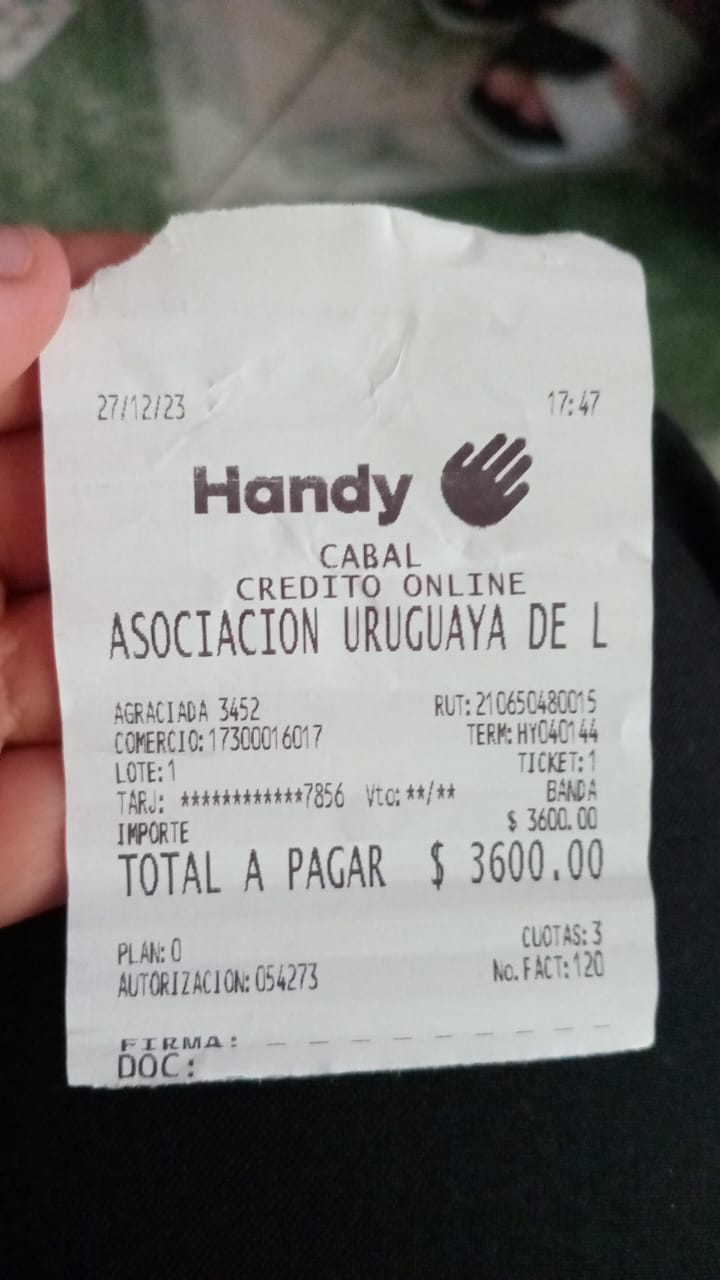 27/12/23 17:47
Handy
CABAL
CREDITO ONLINE
ASOCIACION URUGUAYA DE L
AGRACIADA 3452 RUT: 210650480015
COMERCIO: 17300016017 TERM: HY040144
LOTE: 1 TICKET: 1
TARJ: ************7856 Vto: **/** BANDA
IMPORTE $ 3600.00
TOTAL A PAGAR $ 3600.00
PLAN: 0 CUOTAS: 3
AUTORIZACION: 054273 No. FACT: 120
FIRMA: _ _ _ _ _ _ _ _ _ _
DOC: